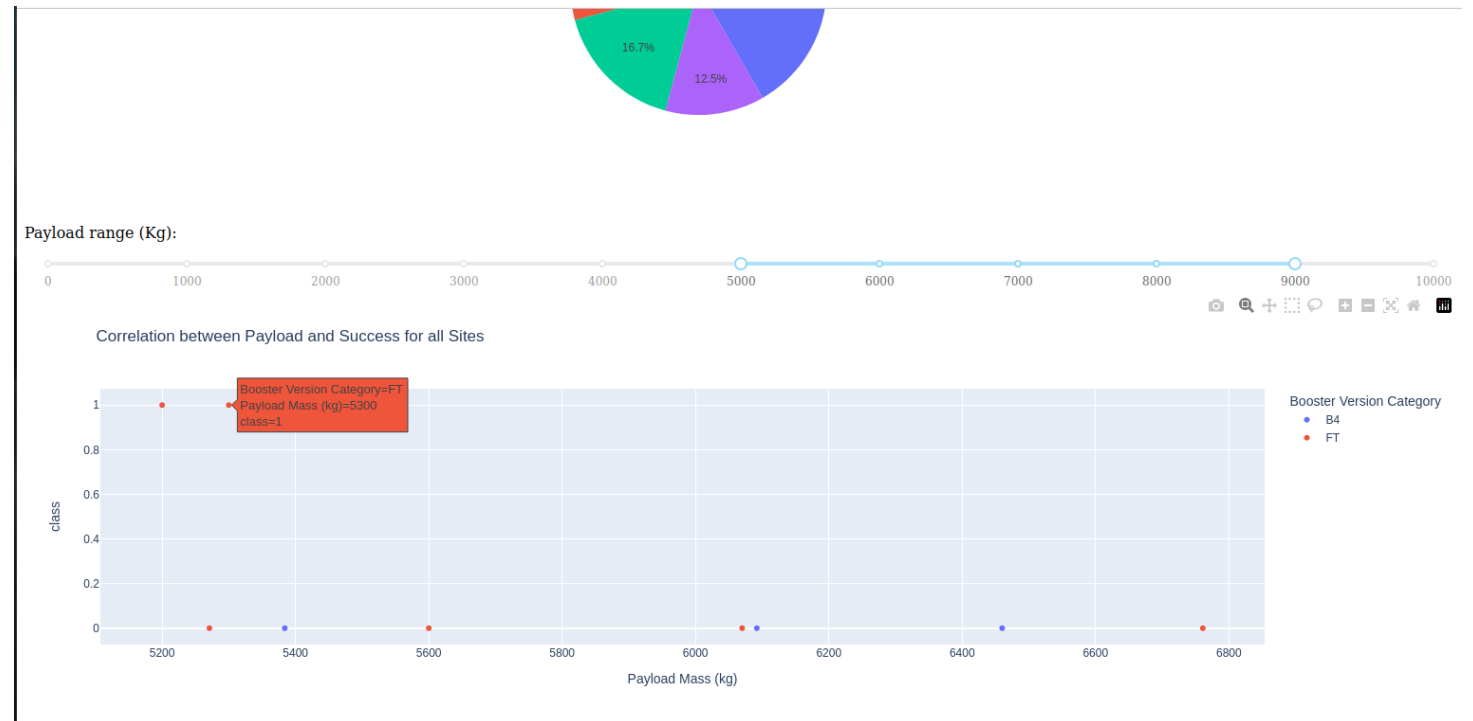 16.7%
12.5%
Payload range (Kg):
0 1000 2000 3000 4000 5000 6000 7000 8000 9000 10000
Correlation between Payload and Success for all Sites
Booster Version Category=FT
Payload Mass (kg)=5300
class=1
Booster Version Category
B4
FT
1
0.8
0.6
0.4
0.2
0
class
5200 5400 5600 5800 6000 6200 6400 6600 6800
Payload Mass (kg)